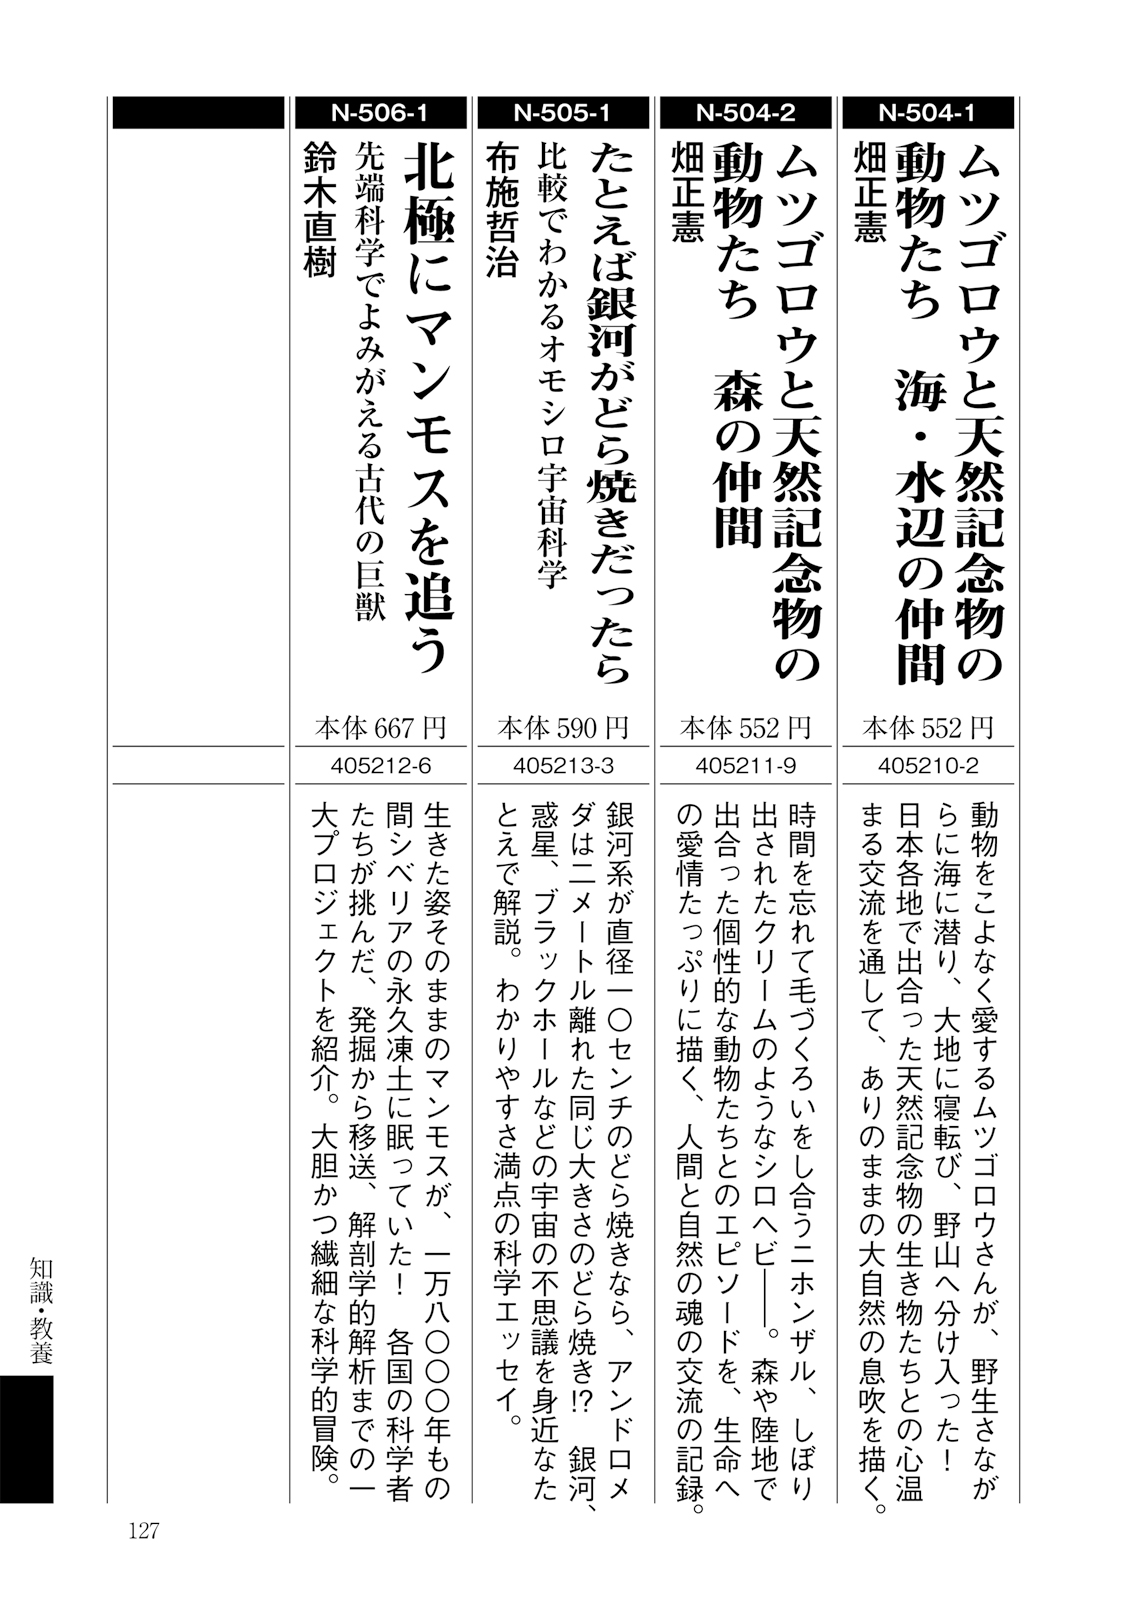 N-504-1
ムツゴロウと天然記念物の
動物たち　海・水辺の仲間
畑正憲
本体 552 円
405210-2
動物をこよなく愛するムツゴロウさんが、野生さなが
らに海に潜り、大地に寝転び、野山へ分け入った！
日本各地で出合った天然記念物の生き物たちとの心温
まる交流を通して、ありのままの大自然の息吹を描く。
N-504-2
ムツゴロウと天然記念物の
動物たち　森の仲間
畑正憲
本体 552 円
405211-9
時間を忘れて毛づくろいをし合うニホンザル、しぼり
出されたクリームのようなシロヘビ――。森や陸地で
出合った個性的な動物たちとのエピソードを、生命へ
の愛情たっぷりに描く、人間と自然の魂の交流の記録。
N-505-1
たとえば銀河がどら焼きだったら
比較でわかるオモシロ宇宙科学
布施哲治
本体 590 円
405213-3
銀河系が直径一〇センチのどら焼きなら、アンドロメ
ダは二メートル離れた同じ大きさのどら焼き!?　銀河、
惑星、ブラックホールなどの宇宙の不思議を身近なた
とえで解説。わかりやすさ満点の科学エッセイ。
N-506-1
北極にマンモスを追う
先端科学でよみがえる古代の巨獣
鈴木直樹
本体 667 円
405212-6
生きた姿そのままのマンモスが、一万八〇〇〇年もの
間シベリアの永久凍土に眠っていた！　各国の科学者
たちが挑んだ、発掘から移送、解剖学的解析までの一
大プロジェクトを紹介。大胆かつ繊細な科学的冒険。
知識・教養
127